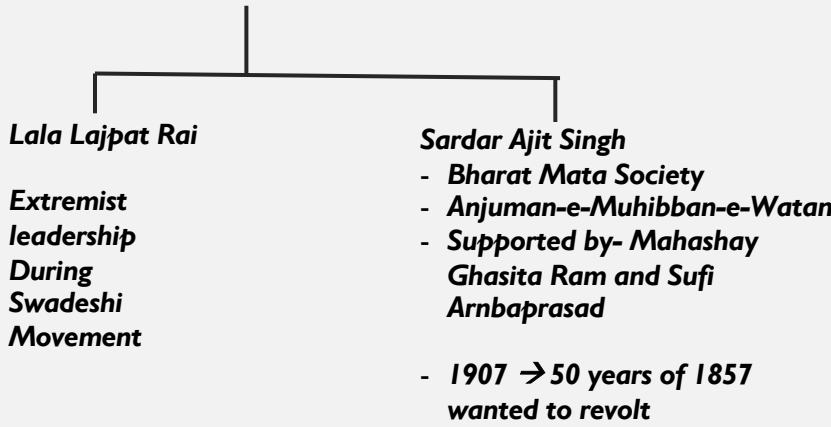 Lala Lajpat Rai
Extremist
leadership
During
Swadeshi
Movement
Sardar Ajit Singh
- Bharat Mata Society
- Anjuman-e-Muhibban-e-Watan
- Supported by- Mahashay
Ghasita Ram and Sufi
Arnbaprasad
- 1907 → 50 years of 1857
wanted to revolt